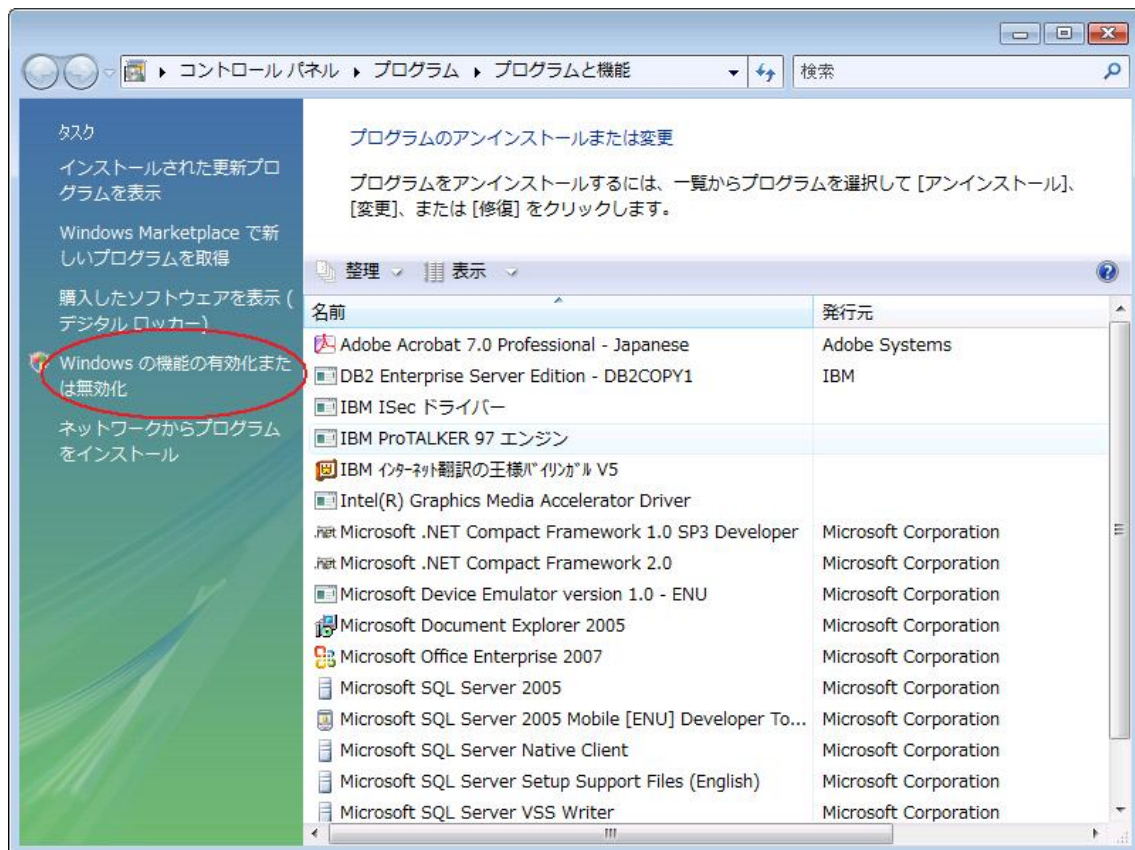 コントロール パネル ▸ プログラム ▸ プログラムと機能
検索
タスク
インストールされた更新プロ
グラムを表示
Windows Marketplace で新
しいプログラムを取得
購入したソフトウェアを表示 (
デジタル ロッカー)
Windows の機能の有効化また
は無効化
ネットワークからプログラム
をインストール
プログラムのアンインストールまたは変更
プログラムをアンインストールするには、一覧からプログラムを選択して [アンインストール]、
[変更]、または [修復] をクリックします。
整理 表示
名前 発行元
Adobe Acrobat 7.0 Professional - Japanese Adobe Systems
DB2 Enterprise Server Edition - DB2COPY1 IBM
IBM ISec ドライバー
IBM ProTALKER 97 エンジン
IBM ｲﾝﾀｰﾈｯﾄ翻訳の王様ﾊﾞｲﾘﾝｶﾞﾙ V5
Intel(R) Graphics Media Accelerator Driver
Microsoft .NET Compact Framework 1.0 SP3 Developer Microsoft Corporation
Microsoft .NET Compact Framework 2.0 Microsoft Corporation
Microsoft Device Emulator version 1.0 - ENU Microsoft Corporation
Microsoft Document Explorer 2005 Microsoft Corporation
Microsoft Office Enterprise 2007 Microsoft Corporation
Microsoft SQL Server 2005 Microsoft Corporation
Microsoft SQL Server 2005 Mobile [ENU] Developer To... Microsoft Corporation
Microsoft SQL Server Native Client Microsoft Corporation
Microsoft SQL Server Setup Support Files (English) Microsoft Corporation
Microsoft SQL Server VSS Writer Microsoft Corporation